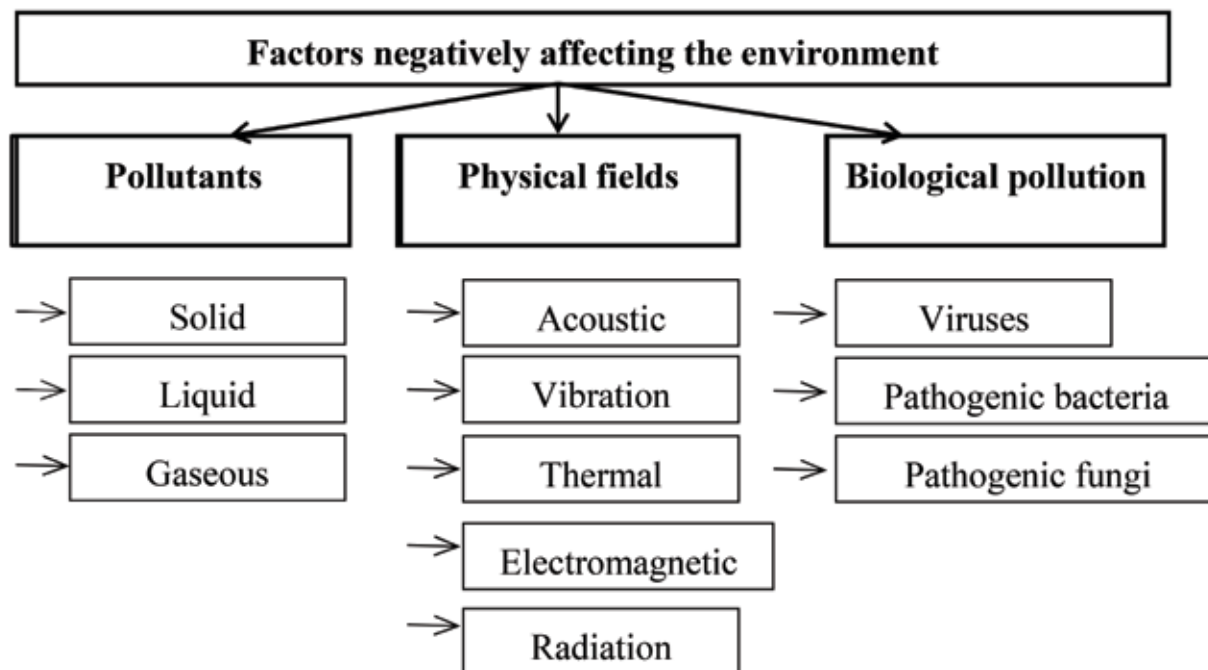 Factors negatively affecting the environment
Pollutants
Physical fields
Biological pollution
Solid
Liquid
Gaseous
Acoustic
Vibration
Thermal
Electromagnetic
Radiation
Viruses
Pathogenic bacteria
Pathogenic fungi